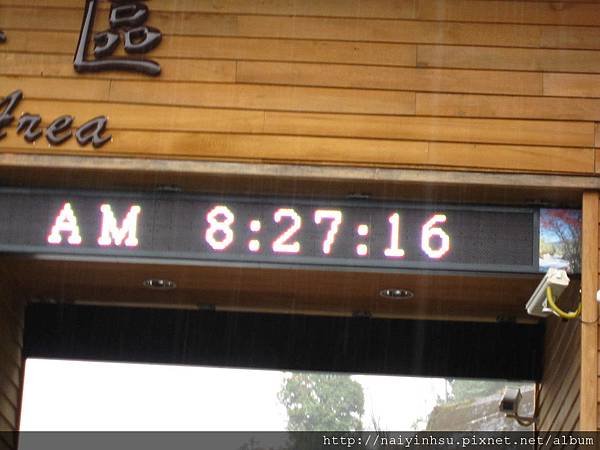 區
Area
AM 8:27:16
http://naiyinhsu.pixnet.net/album